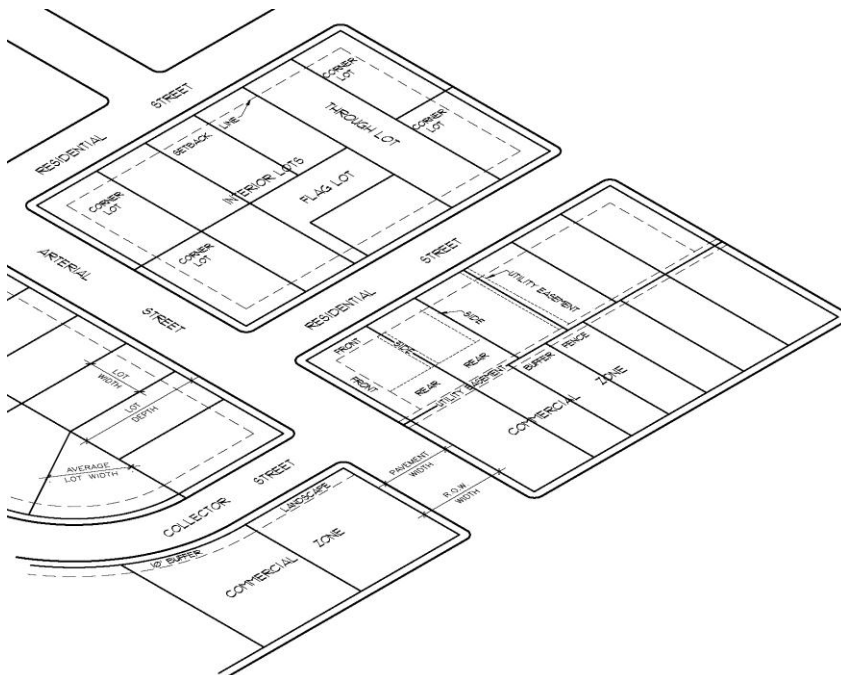 CORNER
LOT
STREET
RESIDENTIAL
SETBACK
LINE
THROUGH LOT
CORNER
LOT
INTERIOR LOTS
FLAG LOT
CORNER
LOT
CORNER
LOT
ARTERIAL
STREET
STREET
RESIDENTIAL
UTILITY EASEMENT
SIDE
FRONT
SIDE
REAR
FRONT
REAR
UTILITY EASEMENT
BUFFER FENCE
COMMERCIAL ZONE
LOT
WIDTH
LOT
DEPTH
AVERAGE
LOT WIDTH
PAVEMENT
WIDTH
R.O.W
WIDTH
COLLECTOR STREET
LANDSCAPE
BUFFER
COMMERCIAL ZONE